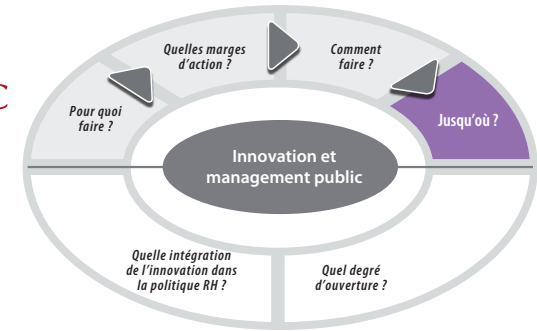 Quelles marges
d'action ?
Comment
faire ?
C
Pour quoi
faire ?
Jusqu'où ?
Innovation et
management public
Quelle intégration
de l'innovation dans
la politique RH ?
Quel degré
d'ouverture ?